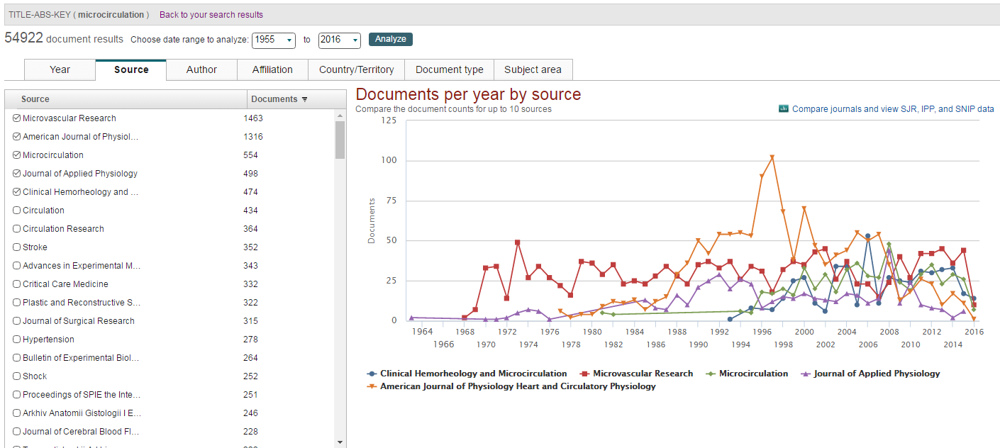 TITLE-ABS-KEY ( microcirculation ) Back to your search results
54922 document results Choose date range to analyze: 1955 to 2016 Analyze
Year Source Author Affiliation Country/Territory Document type Subject area
Source Documents
Microvascular Research 1463
American Journal of Physiol... 1316
Microcirculation 554
Journal of Applied Physiology 498
Clinical Hemorheology and ... 474
Circulation 434
Circulation Research 364
Stroke 352
Advances in Experimental M... 343
Critical Care Medicine 332
Plastic and Reconstructive S... 322
Journal of Surgical Research 315
Hypertension 278
Bulletin of Experimental Biol... 264
Shock 252
Proceedings of SPIE the Inte... 251
Arkhiv Anatomii Gistologii I E... 246
Journal of Cerebral Blood Fl... 228
Documents per year by source
Compare the document counts for up to 10 sources
Compare journals and view SJR, IPP, and SNIP data
125
100
75
50
25
0
Documents
1964 1968 1972 1976 1980 1984 1988 1992 1996 2000 2004 2008 2012 2016
1966 1970 1974 1978 1982 1986 1990 1994 1998 2002 2006 2010 2014
Clinical Hemorheology and Microcirculation Microvascular Research Microcirculation Journal of Applied Physiology
American Journal of Physiology Heart and Circulatory Physiology